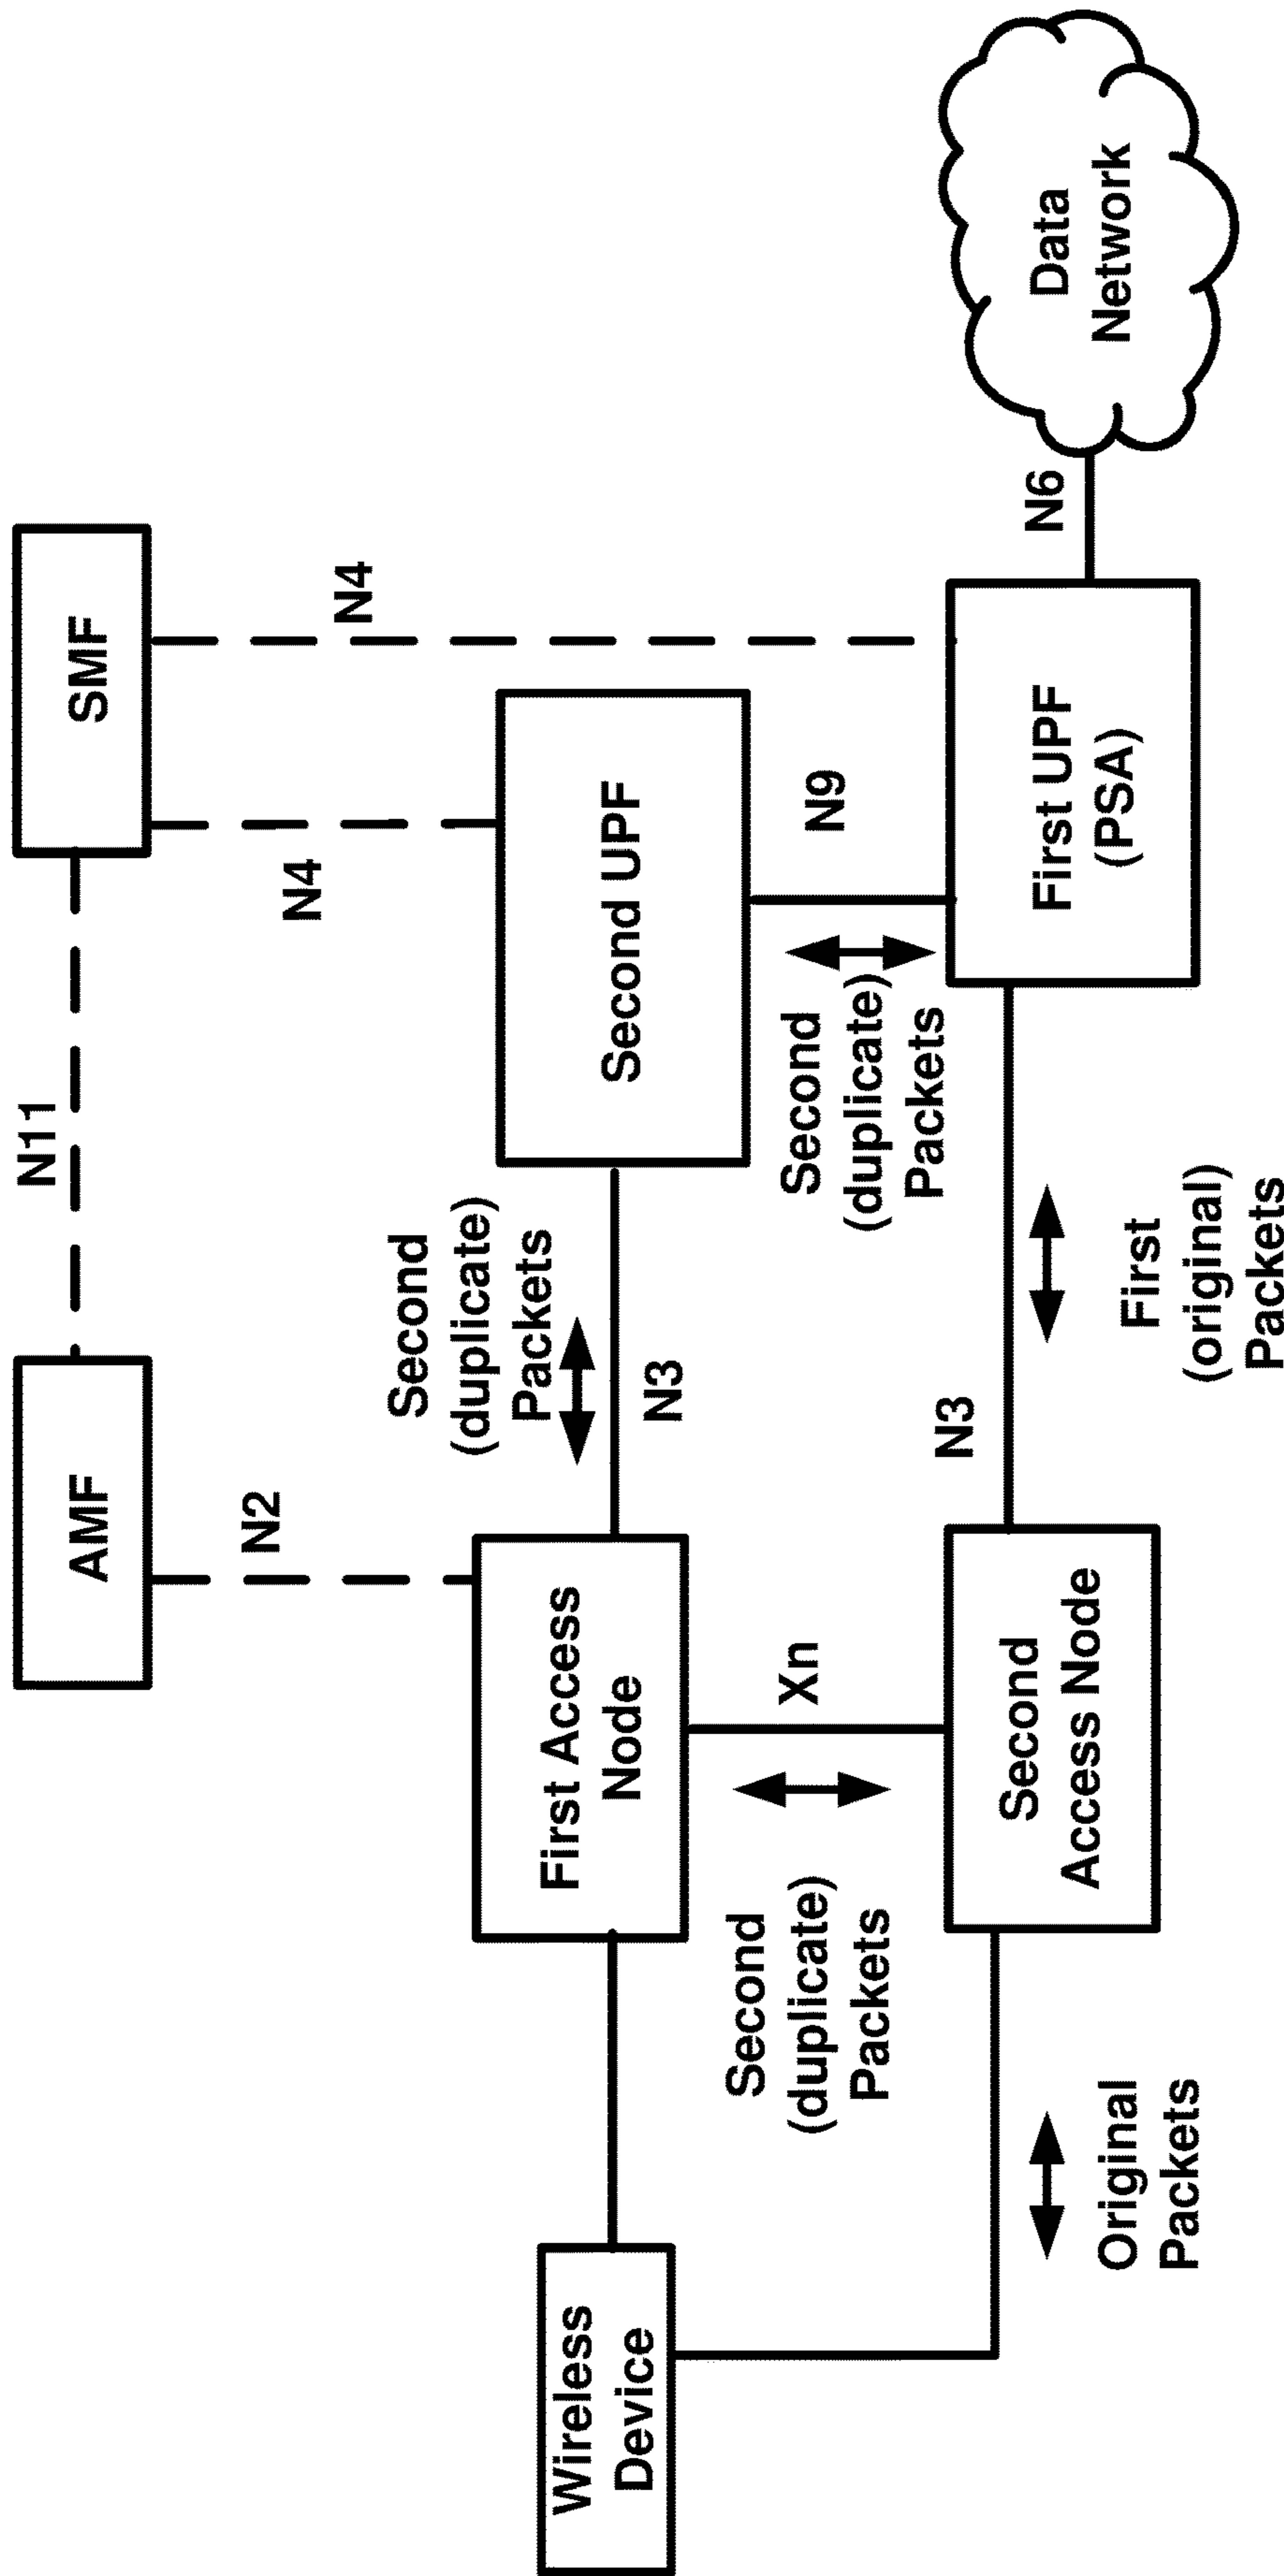 AMF
N11
SMF
N2
N4
N4
Second
(duplicate)
Packets
Wireless
Device
First Access
Node
N3
Second UPF
Second
(duplicate)
Packets
Xn
Second
(duplicate)
Packets
N9
Original
Packets
Second
Access Node
N3
First
(original)
Packets
First UPF
(PSA)
N6
Data
Network